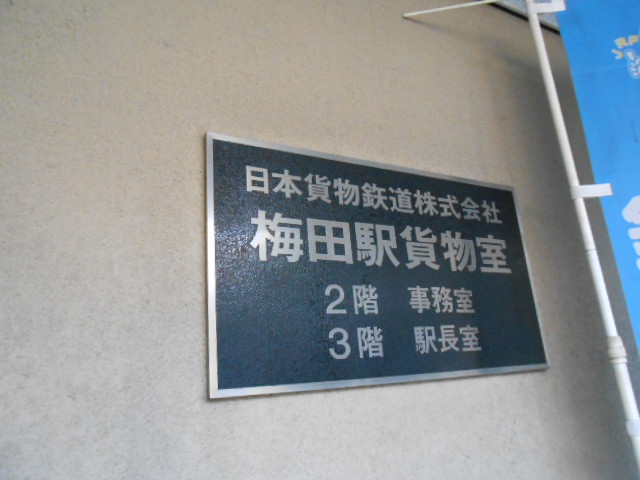 日本貨物鉄道株式会社
梅田駅貨物室
2階 事務室
3階 駅長室